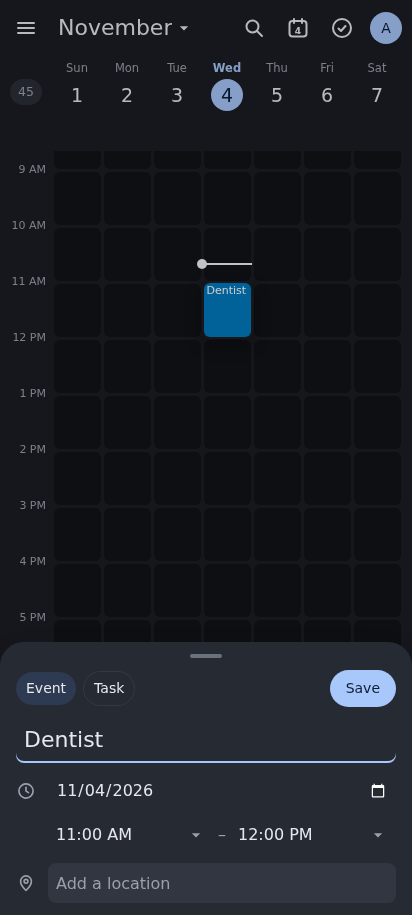 November
4
A
45
Sun Mon Tue Wed Thu Fri Sat
1 2 3 4 5 6 7
9 AM
10 AM
11 AM
Dentist
12 PM
1 PM
2 PM
3 PM
4 PM
5 PM
Event Task Save
Dentist
11/04/2026
11:00 AM – 12:00 PM
Add a location